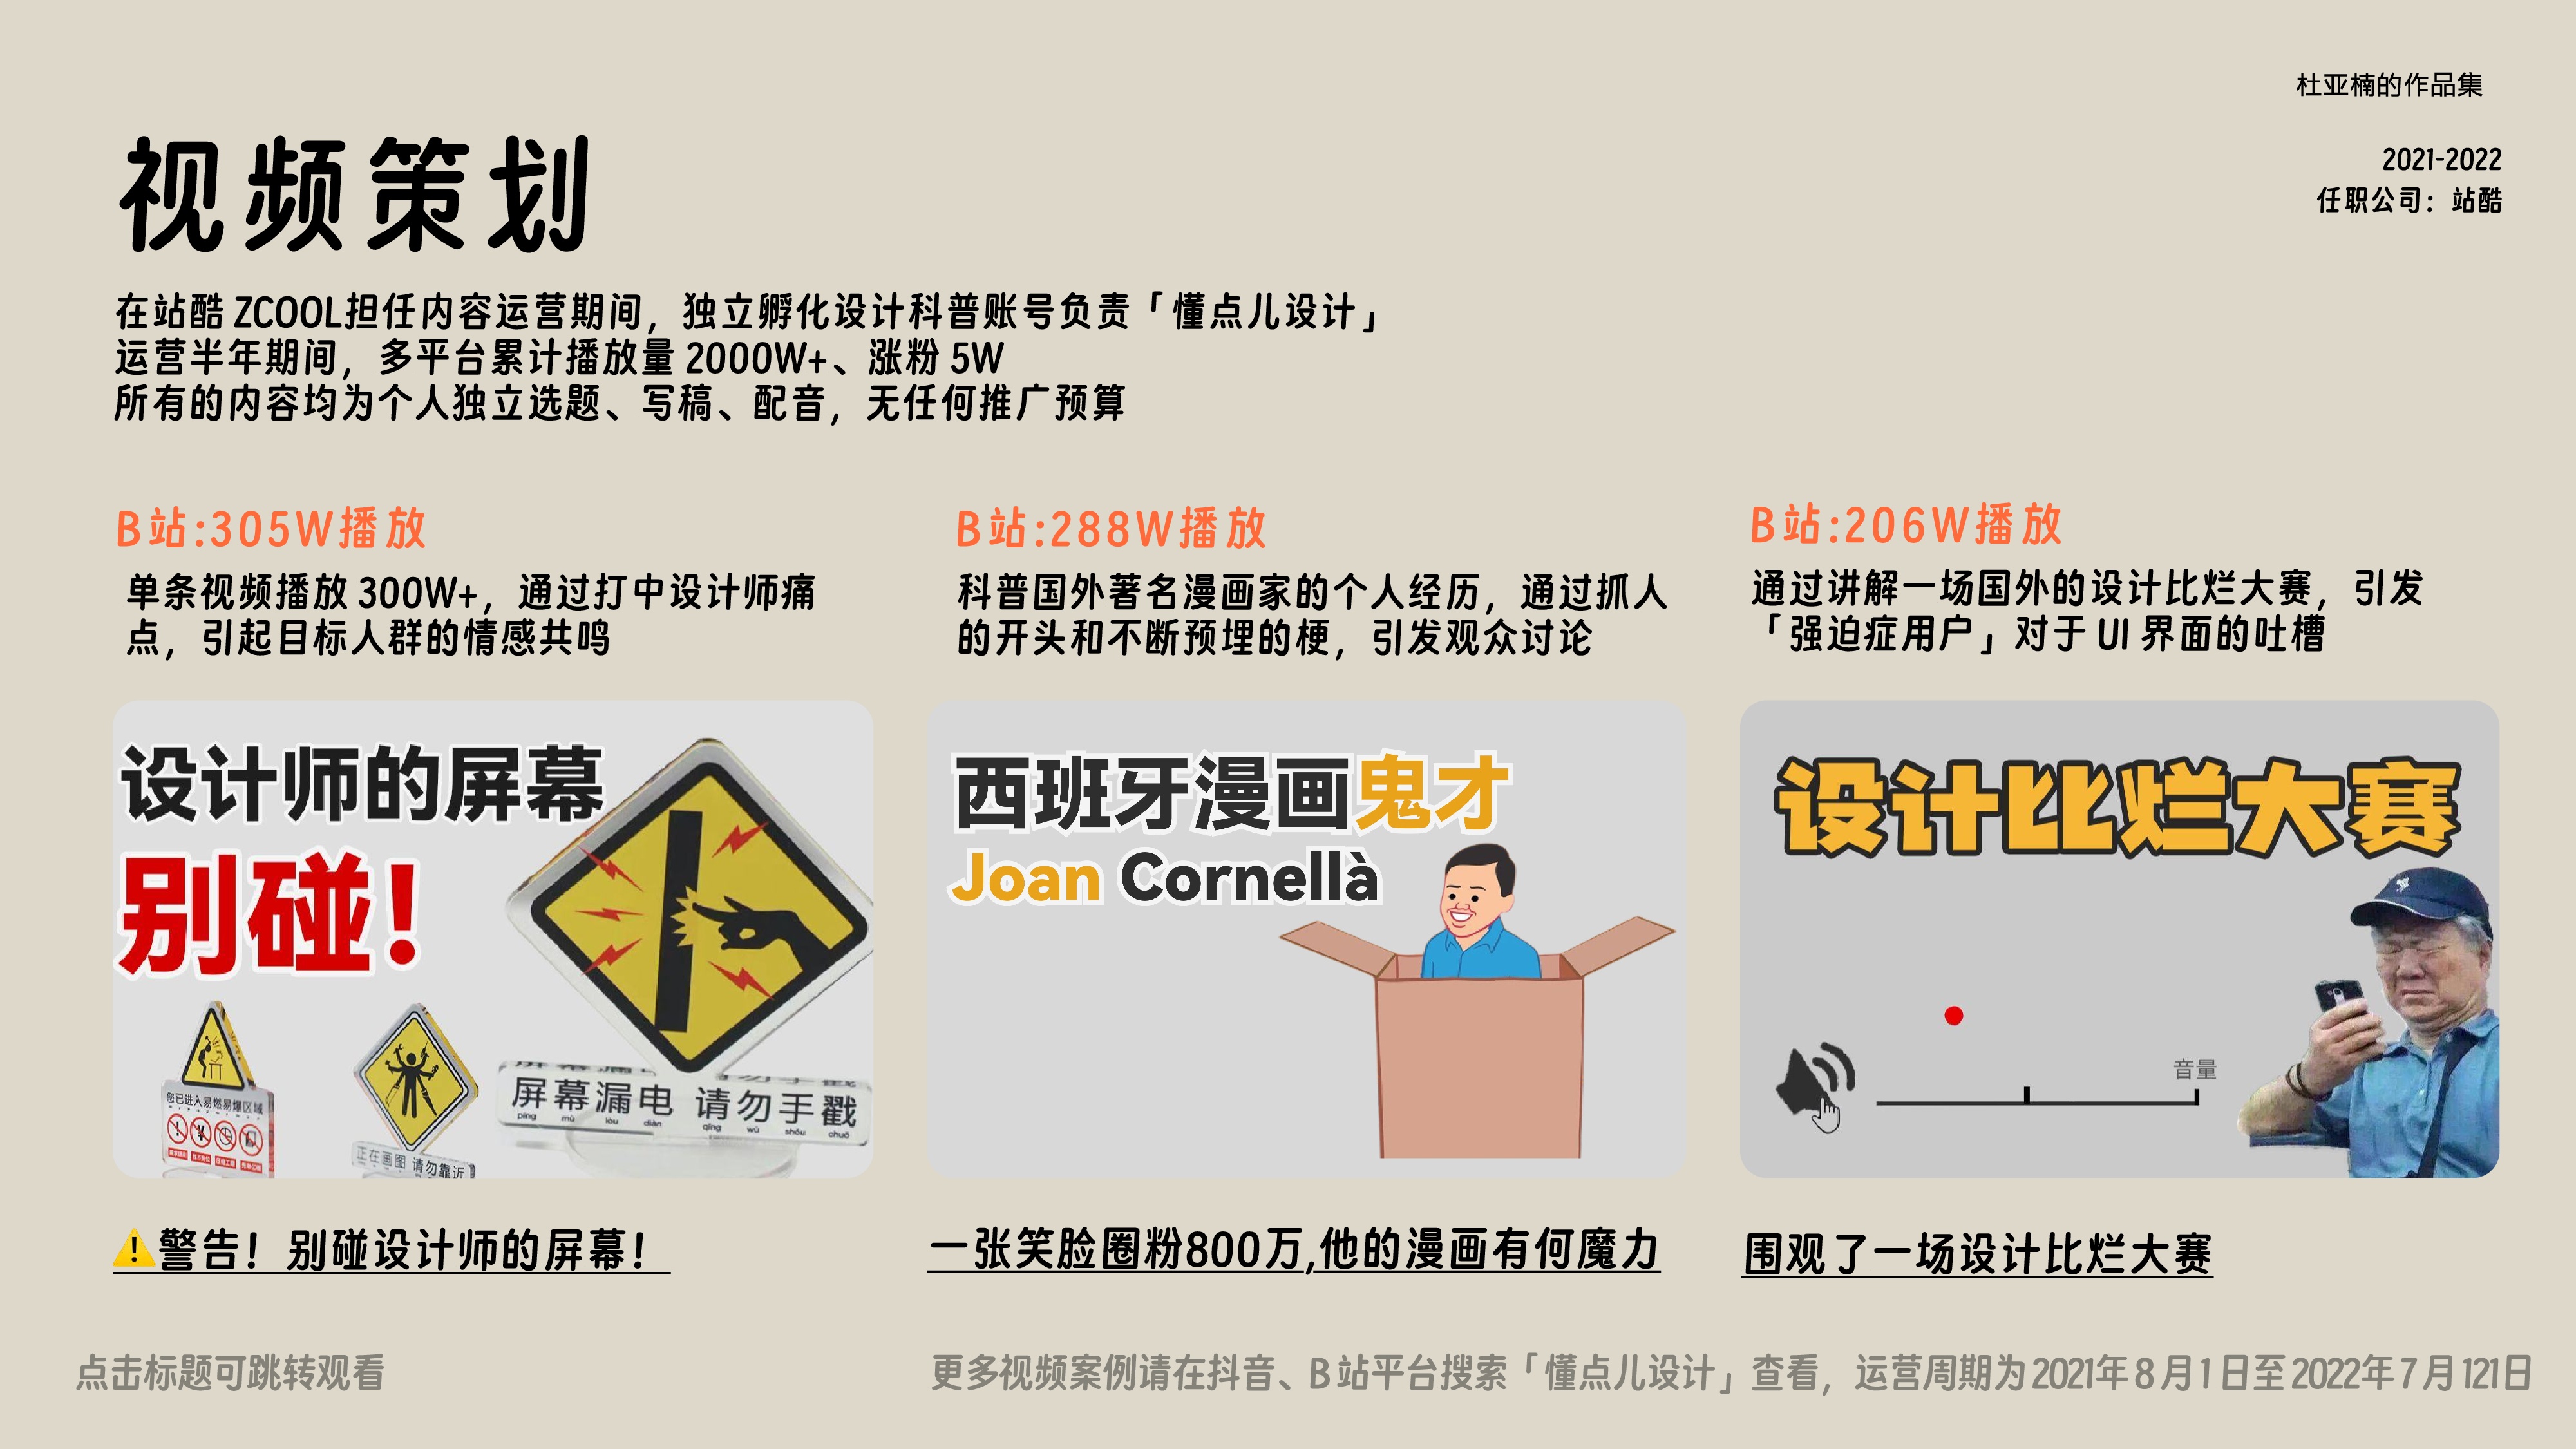 杜亚楠的作品集
2021-2022
任职公司：站酷
视频策划
在站酷 ZCOOL担任内容运营期间，独立孵化设计科普账号负责「懂点儿设计」
运营半年期间，多平台累计播放量 2000W+、涨粉 5W
所有的内容均为个人独立选题、写稿、配音，无任何推广预算
B站:305W播放
单条视频播放 300W+，通过打中设计师痛
点，引起目标人群的情感共鸣
设计师的屏幕
别碰!
您已进入易燃易爆区域
正在画图 请勿靠近
屏幕漏电 请勿手戳
píng mù lòu diàn qǐng wù shǒu chuō
⚠️警告！别碰设计师的屏幕！
B站:288W播放
科普国外著名漫画家的个人经历，通过抓人
的开头和不断预埋的梗，引发观众讨论
西班牙漫画鬼才
Joan Cornellà
一张笑脸圈粉800万,他的漫画有何魔力
B站:206W播放
通过讲解一场国外的设计比烂大赛，引发
「强迫症用户」对于 UI 界面的吐槽
设计比烂大赛
音量
围观了一场设计比烂大赛
点击标题可跳转观看
更多视频案例请在抖音、B站平台搜索「懂点儿设计」查看，运营周期为2021年8月1日至2022年7月121日